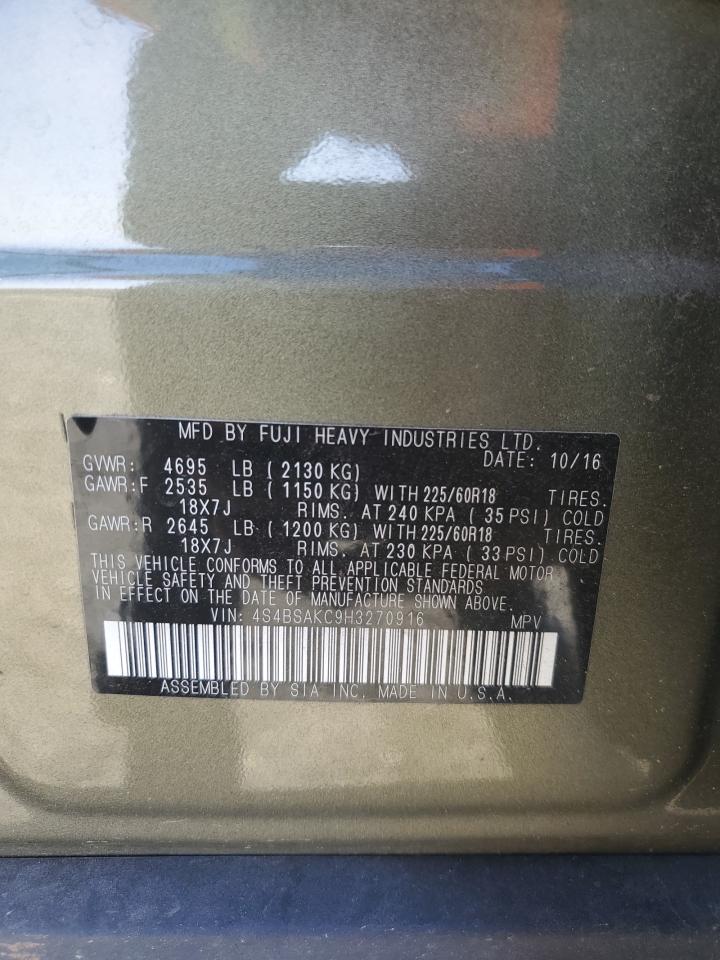 MFD BY FUJI HEAVY INDUSTRIES LTD.
DATE: 10/16
GVWR: 4695 LB ( 2130 KG)
GAWR:F 2535 LB ( 1150 KG) WITH 225/60R18 TIRES.
18X7J RIMS. AT 240 KPA ( 35 PSI) COLD
GAWR:R 2645 LB ( 1200 KG) WITH 225/60R18 TIRES.
18X7J RIMS. AT 230 KPA ( 33 PSI) COLD
THIS VEHICLE CONFORMS TO ALL APPLICABLE FEDERAL MOTOR
VEHICLE SAFETY AND THEFT PREVENTION STANDARDS
IN EFFECT ON THE DATE OF MANUFACTURE SHOWN ABOVE.
VIN: 4S4BSAKC9H3270916 MPV
ASSEMBLED BY SIA INC. MADE IN U.S.A.